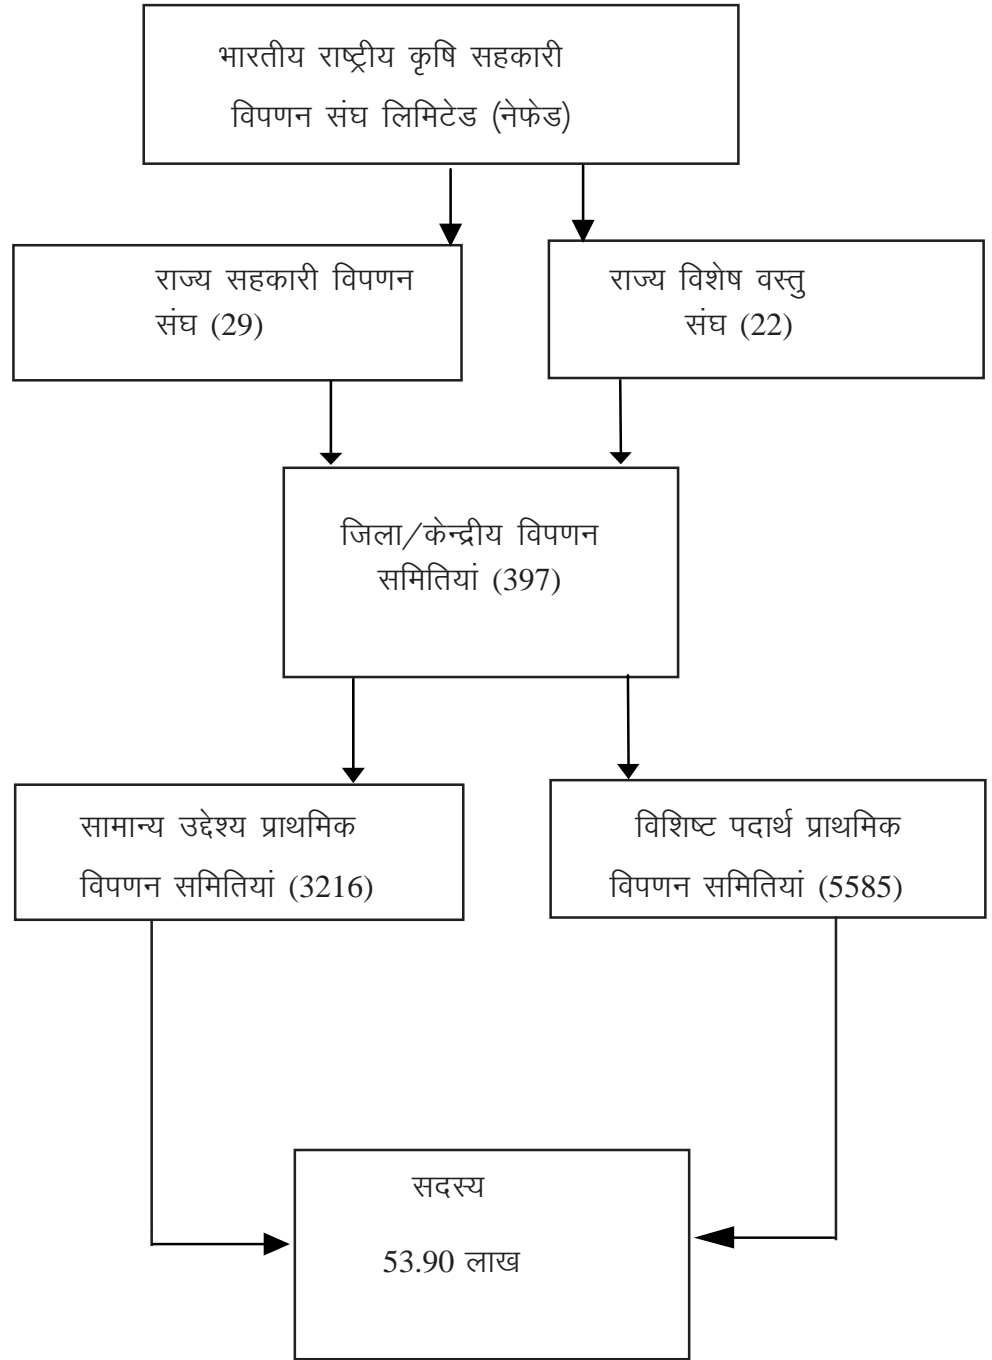 भारतीय राष्ट्रीय कृषि सहकारी
विपणन संघ लिमिटेड (नेफेड)
राज्य सहकारी विपणन
संघ (29)
राज्य विशेष वस्तु
संघ (22)
जिला/केन्द्रीय विपणन
समितियां (397)
सामान्य उद्देश्य प्राथमिक
विपणन समितियां (3216)
विशिष्ट पदार्थ प्राथमिक
विपणन समितियां (5585)
सदस्य
53.90 लाख